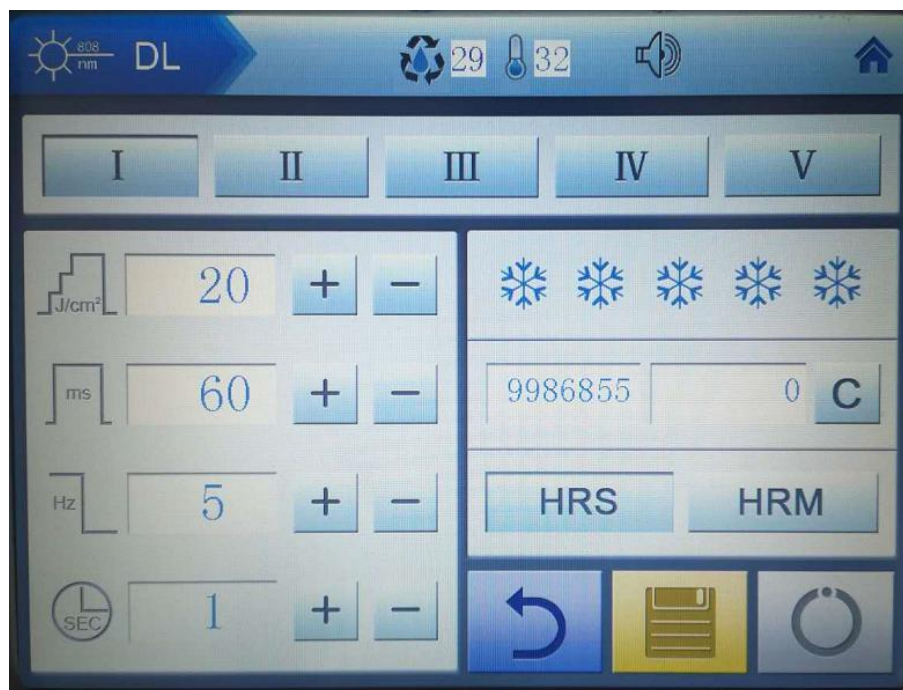 808
nm DL 29 32
I II III IV V
J/cm² 20 + −
ms 60 + −
9986855 0 C
Hz 5 + −
HRS HRM
SEC 1 + −